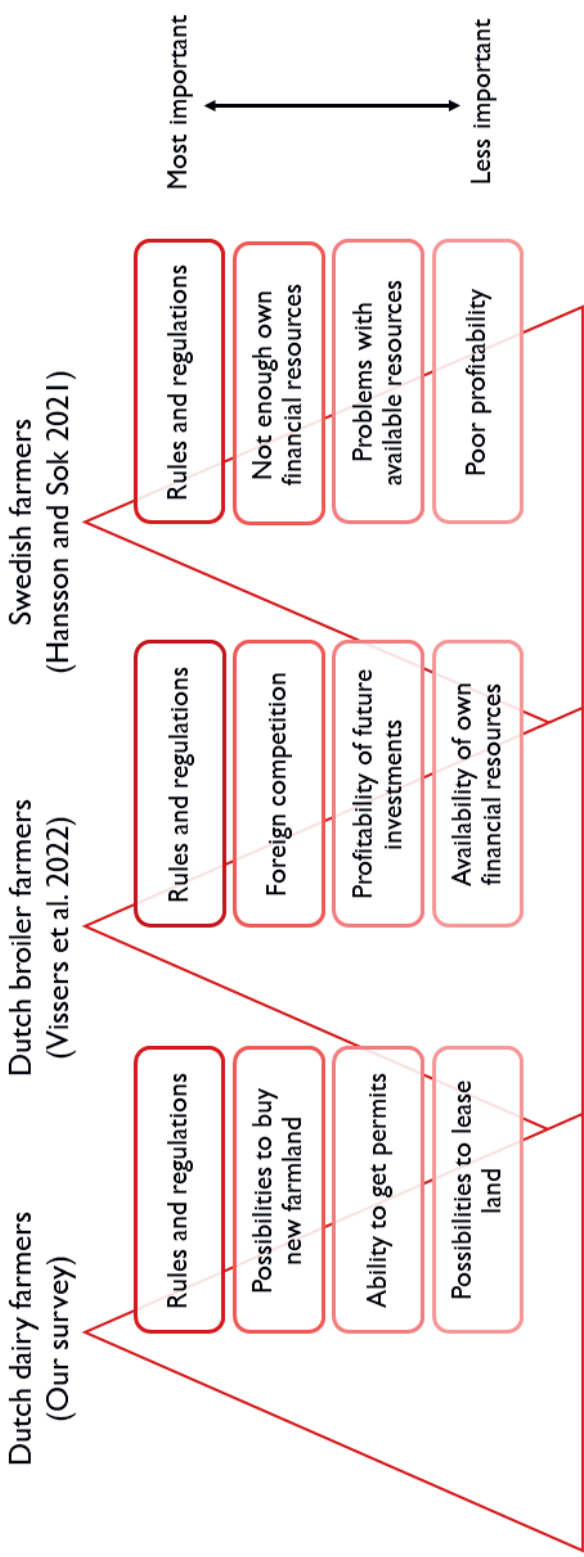 Dutch dairy farmers
(Our survey)
Rules and regulations
Possibilities to buy
new farmland
Ability to get permits
Possibilities to lease
land
Dutch broiler farmers
(Vissers et al. 2022)
Rules and regulations
Foreign competition
Profitability of future
investments
Availability of own
financial resources
Swedish farmers
(Hansson and Sok 2021)
Rules and regulations
Not enough own
financial resources
Problems with
available resources
Poor profitability
Most important
Less important